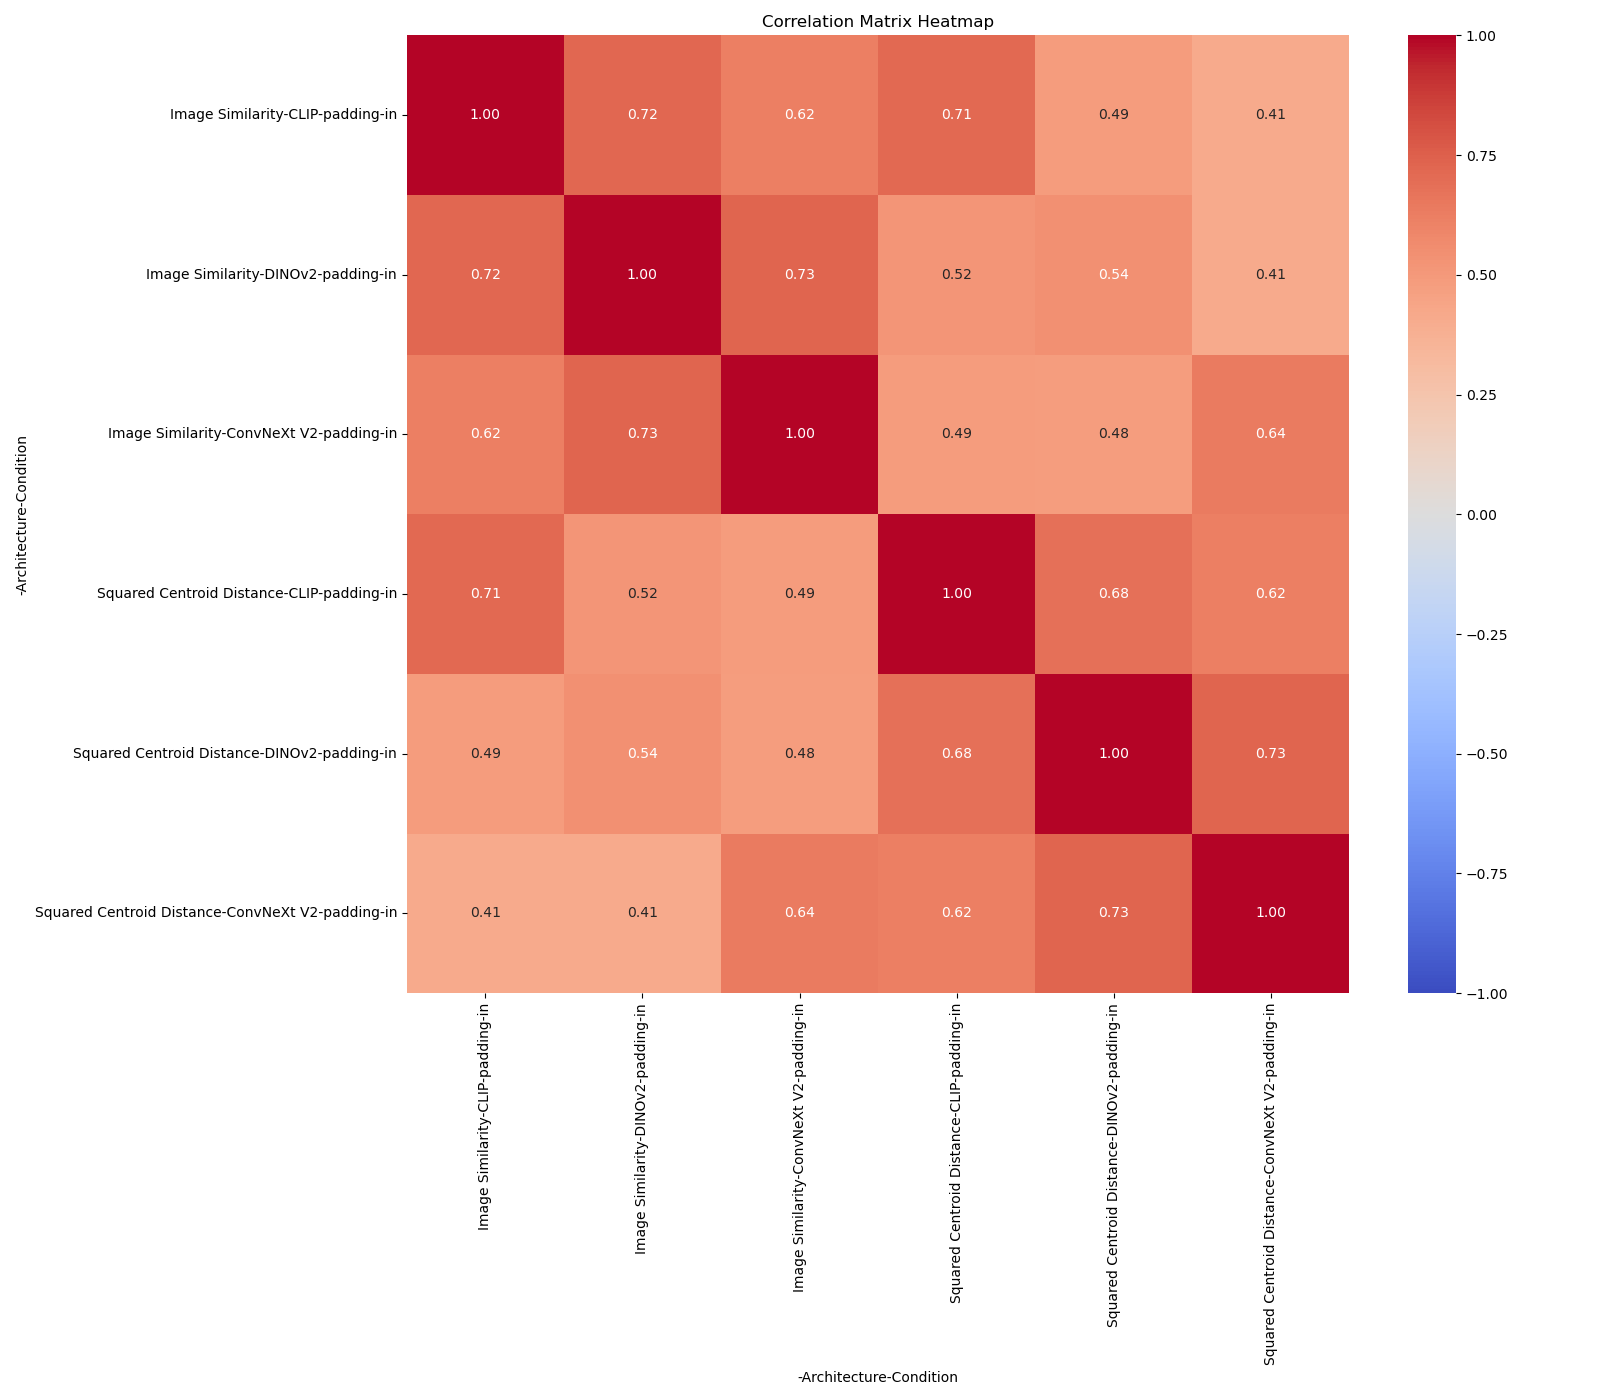 Correlation Matrix Heatmap
-Architecture-Condition
Image Similarity-CLIP-padding-in
1.00 0.72 0.62 0.71 0.49 0.41
Image Similarity-DINOv2-padding-in
0.72 1.00 0.73 0.52 0.54 0.41
Image Similarity-ConvNeXt V2-padding-in
0.62 0.73 1.00 0.49 0.48 0.64
Squared Centroid Distance-CLIP-padding-in
0.71 0.52 0.49 1.00 0.68 0.62
Squared Centroid Distance-DINOv2-padding-in
0.49 0.54 0.48 0.68 1.00 0.73
Squared Centroid Distance-ConvNeXt V2-padding-in
0.41 0.41 0.64 0.62 0.73 1.00
Image Similarity-CLIP-padding-in
Image Similarity-DINOv2-padding-in
Image Similarity-ConvNeXt V2-padding-in
Squared Centroid Distance-CLIP-padding-in
Squared Centroid Distance-DINOv2-padding-in
Squared Centroid Distance-ConvNeXt V2-padding-in
-Architecture-Condition
1.00
0.75
0.50
0.25
0.00
−0.25
−0.50
−0.75
−1.00